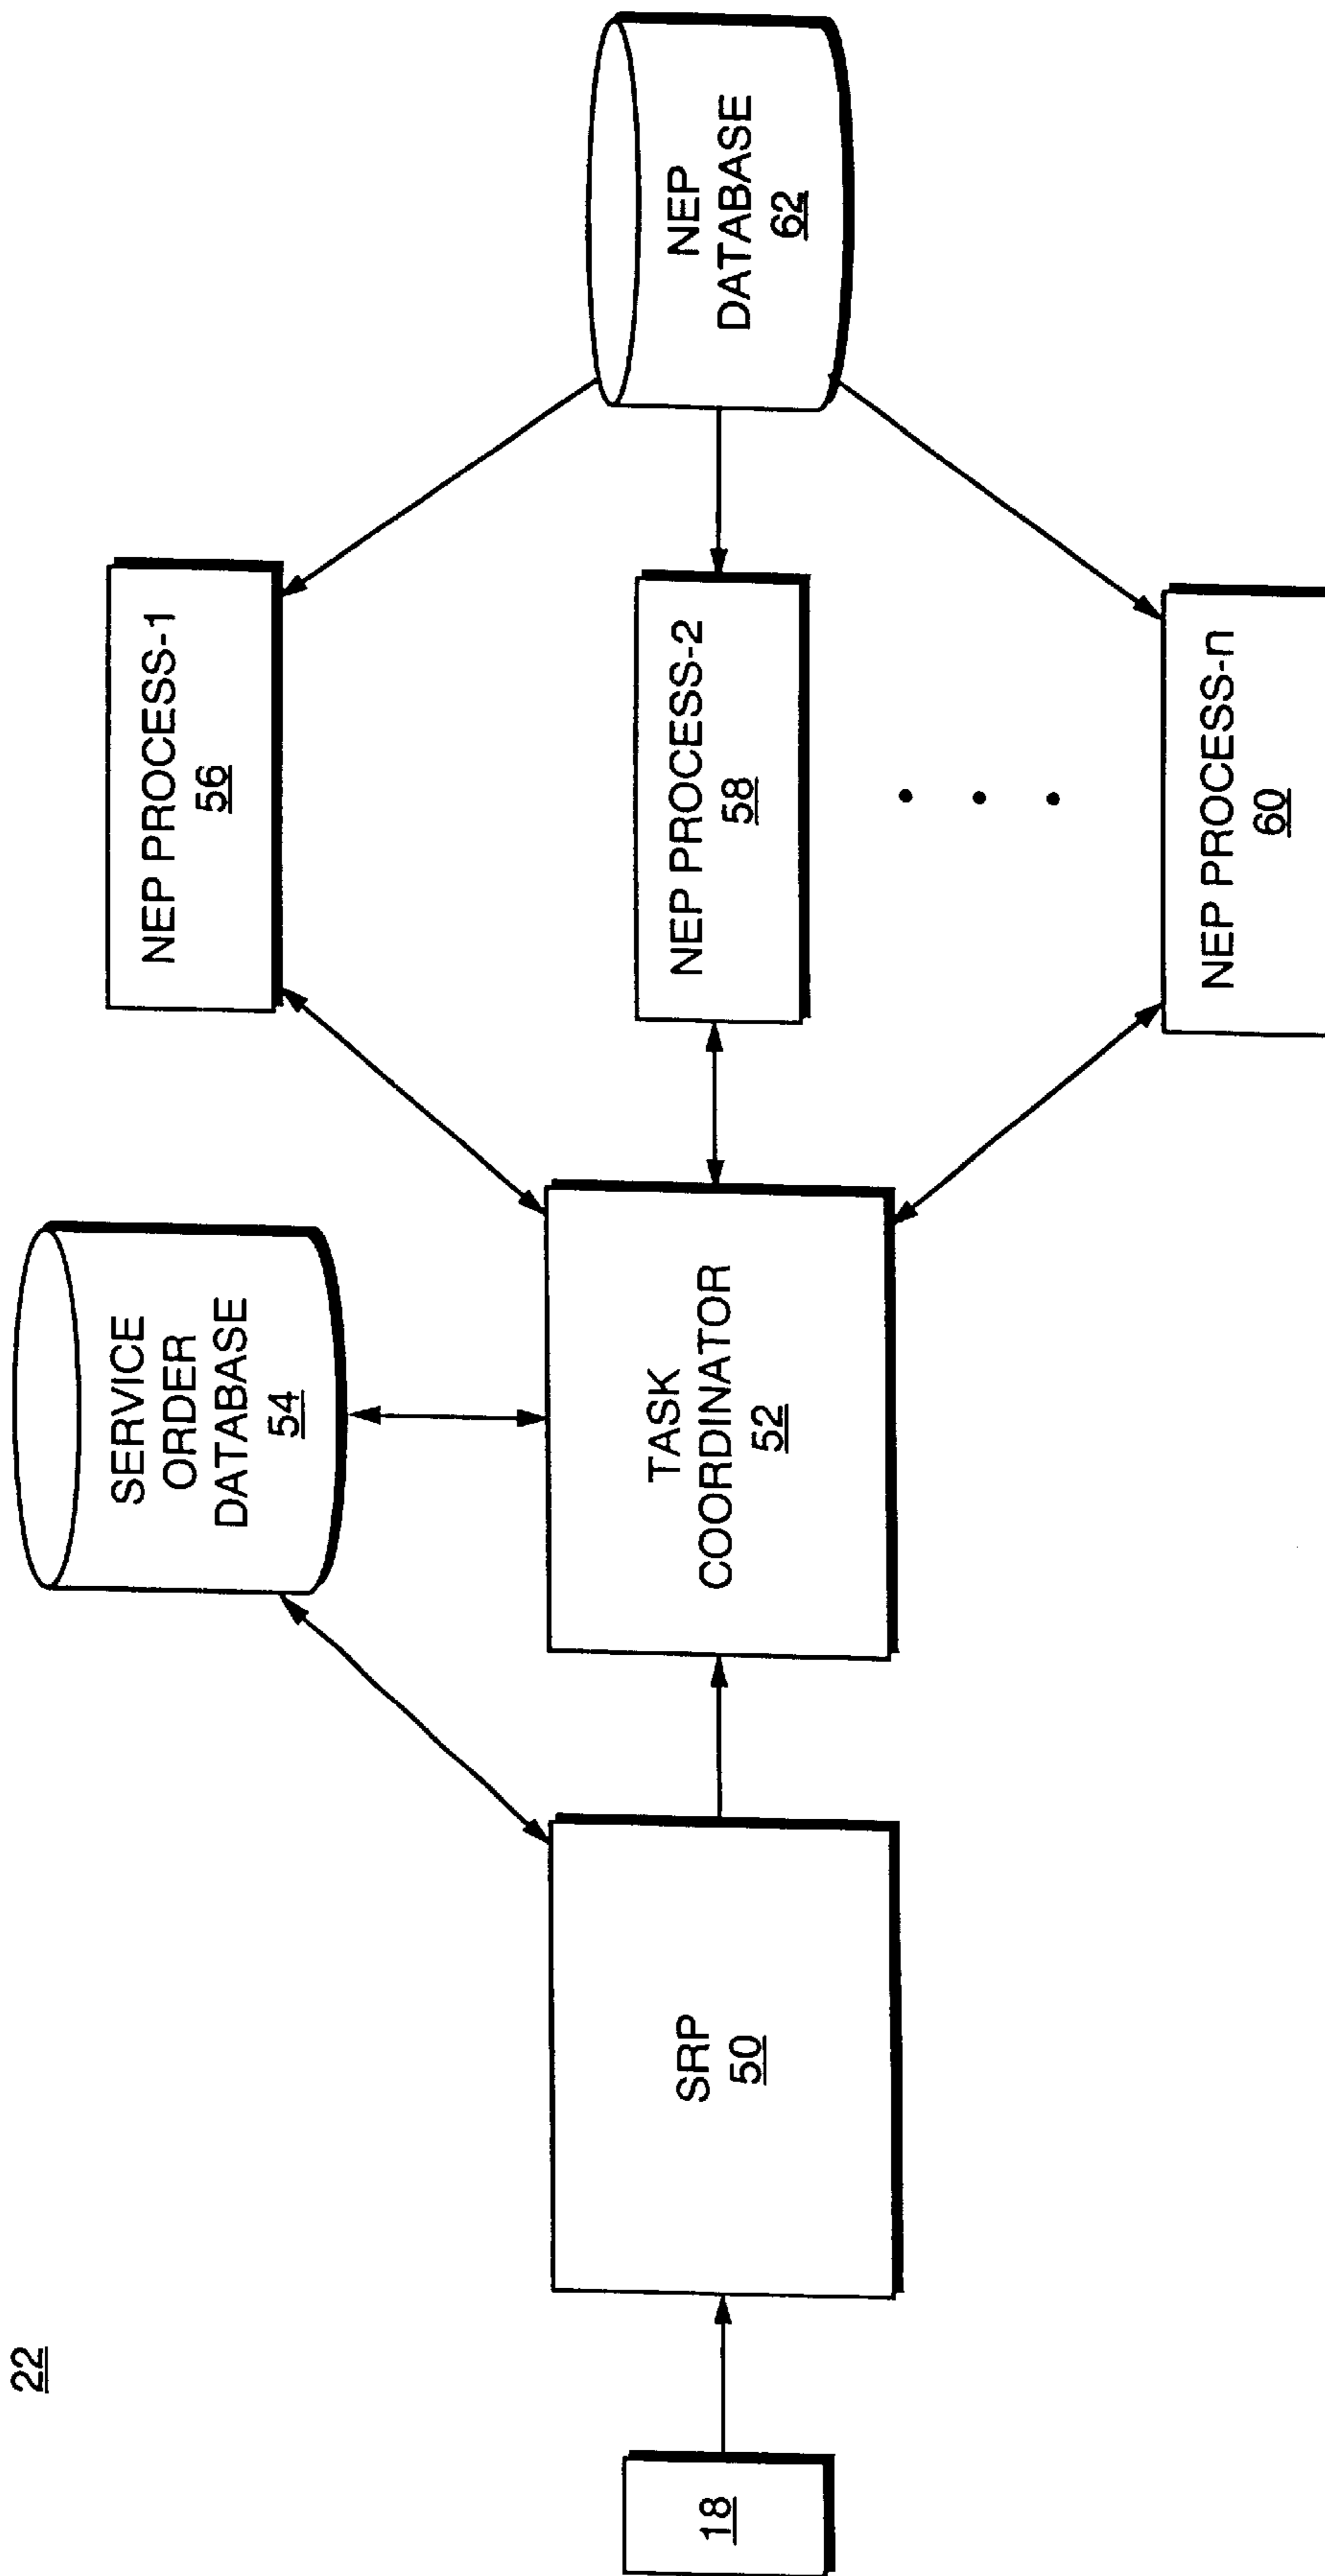 22
18
SRP
50
SERVICE
ORDER
DATABASE
54
TASK
COORDINATOR
52
NEP PROCESS-1
56
NEP PROCESS-2
58
NEP PROCESS-n
60
NEP
DATABASE
62